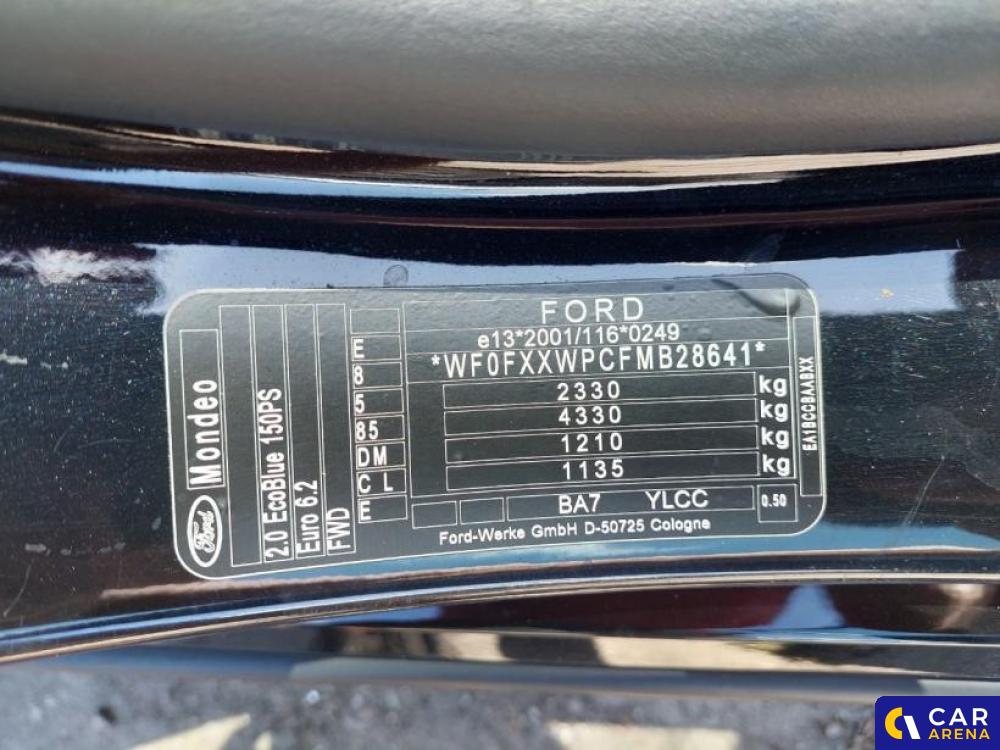 FORD
e13*2001/116*0249
*WF0FXXWPCFMB28641*
2330 kg
4330 kg
1210 kg
1135 kg
BA7 YLCC 0.50
Ford-Werke GmbH D-50725 Cologne
E
8
5
85
DM
C L
E
Ford Mondeo
2.0 EcoBlue 150PS
Euro 6.2
FWD
EA1BCCBAABXX
CAR
ARENA